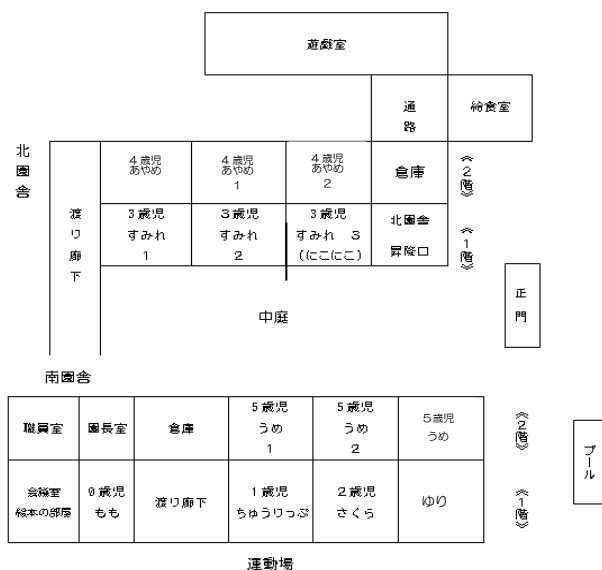 遊戯室
通
路
給食室
北
園
舎
渡
り
廊
下
4歳児
あやめ
4歳児
あやめ
1
4歳児
あやめ
2
倉庫
《2階》
3歳児
すみれ
1
3歳児
すみれ
2
3歳児
すみれ 3
(にこにこ)
北園舎
昇降口
《1階》
中庭
正
門
南園舎
職員室
園長室
倉庫
5歳児
うめ
1
5歳児
うめ
2
5歳児
うめ
《2階》
プール
会議室
絵本の部屋
0歳児
もも
渡り廊下
1歳児
ちゅうりっぷ
2歳児
さくら
ゆり
《1階》
運動場